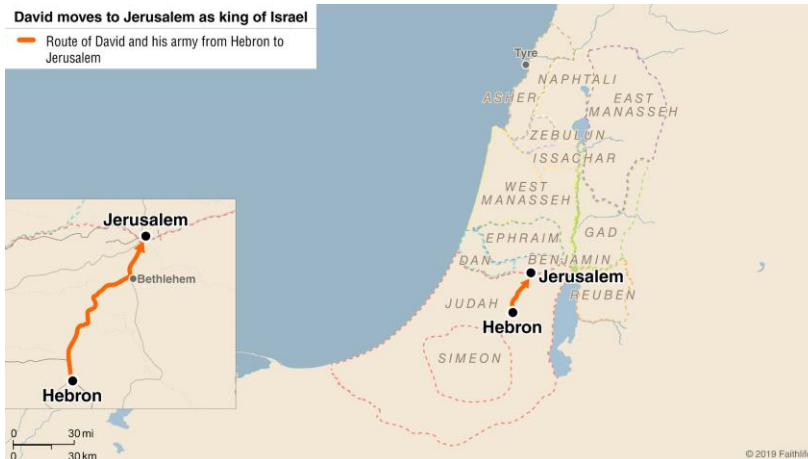 David moves to Jerusalem as king of Israel
Route of David and his army from Hebron to
Jerusalem
Tyre
NAPHTALI
ASHER
EAST
MANASSEH
ZEBULUN
ISSACHAR
WEST
MANASSEH
EPHRAIM
GAD
DAN
BENJAMIN
Jerusalem
REUBEN
JUDAH
Hebron
SIMEON
Jerusalem
Bethlehem
Hebron
0 30 mi
0 30 km
© 2019 Faithlife